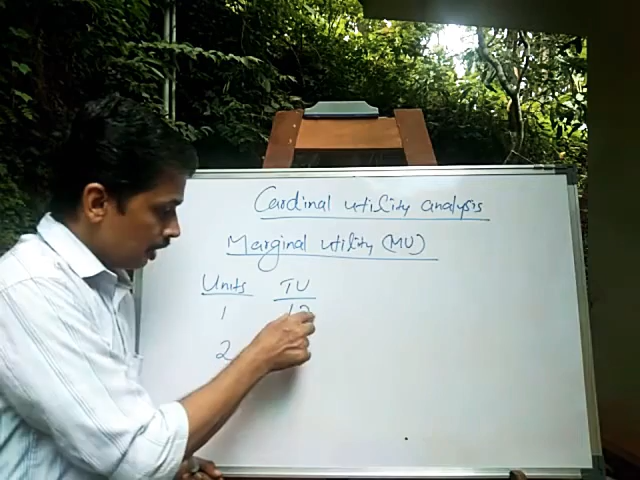 Cardinal utility analysis
Marginal utility (MU)
Units TU
1
2